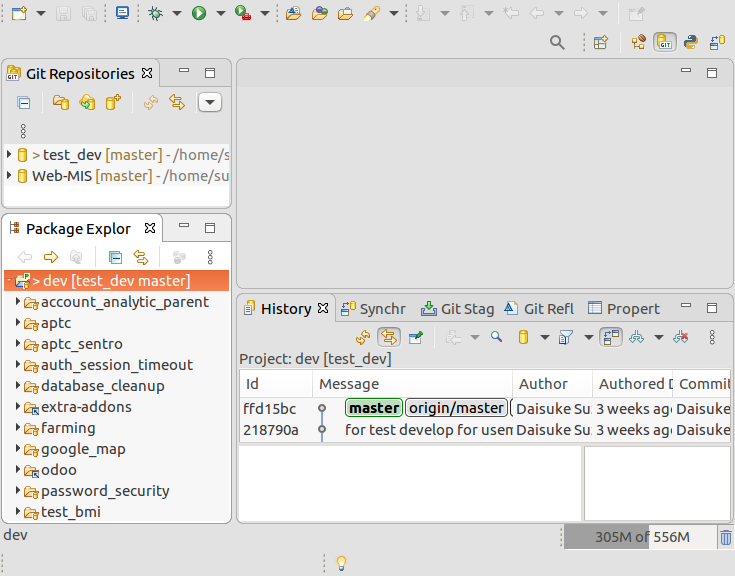 Git Repositories
> test_dev [master] - /home/s
Web-MIS [master] - /home/su
Package Explor
> dev [test_dev master]
account_analytic_parent
aptc
aptc_sentro
auth_session_timeout
database_cleanup
extra-addons
farming
google_map
odoo
password_security
test_bmi
History Synchr Git Stag Git Refl Propert
Project: dev [test_dev]
Id Message Author Authored D Commit
ffd15bc master origin/master Daisuke Su. 3 weeks ago Daisuke
218790a for test develop for user Daisuke Su. 3 weeks ago Daisuke
dev
305M of 556M